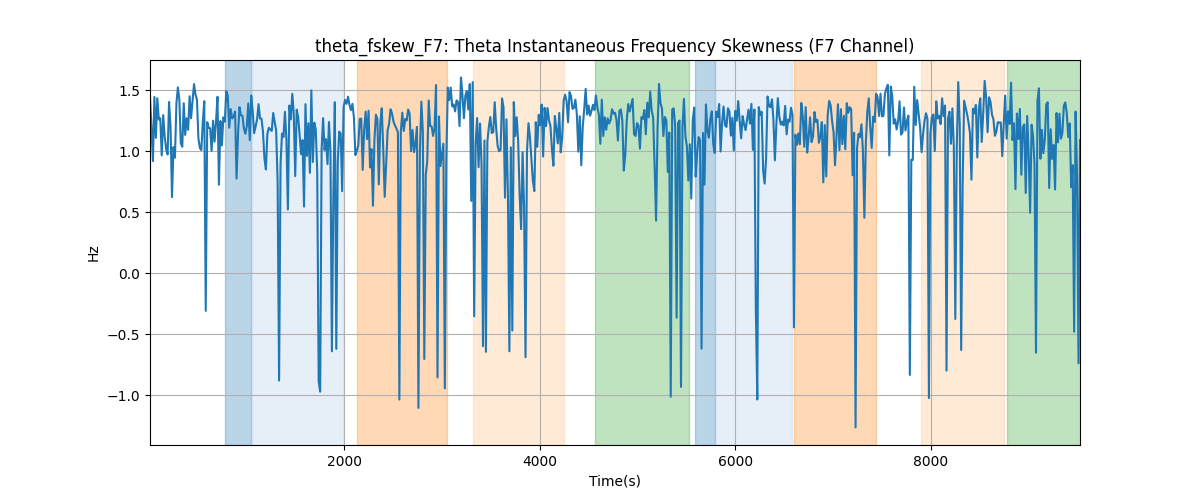 theta_fskew_F7: Theta Instantaneous Frequency Skewness (F7 Channel)
1.5
1.0
0.5
0.0
−0.5
−1.0
Hz
2000 4000 6000 8000
Time(s)